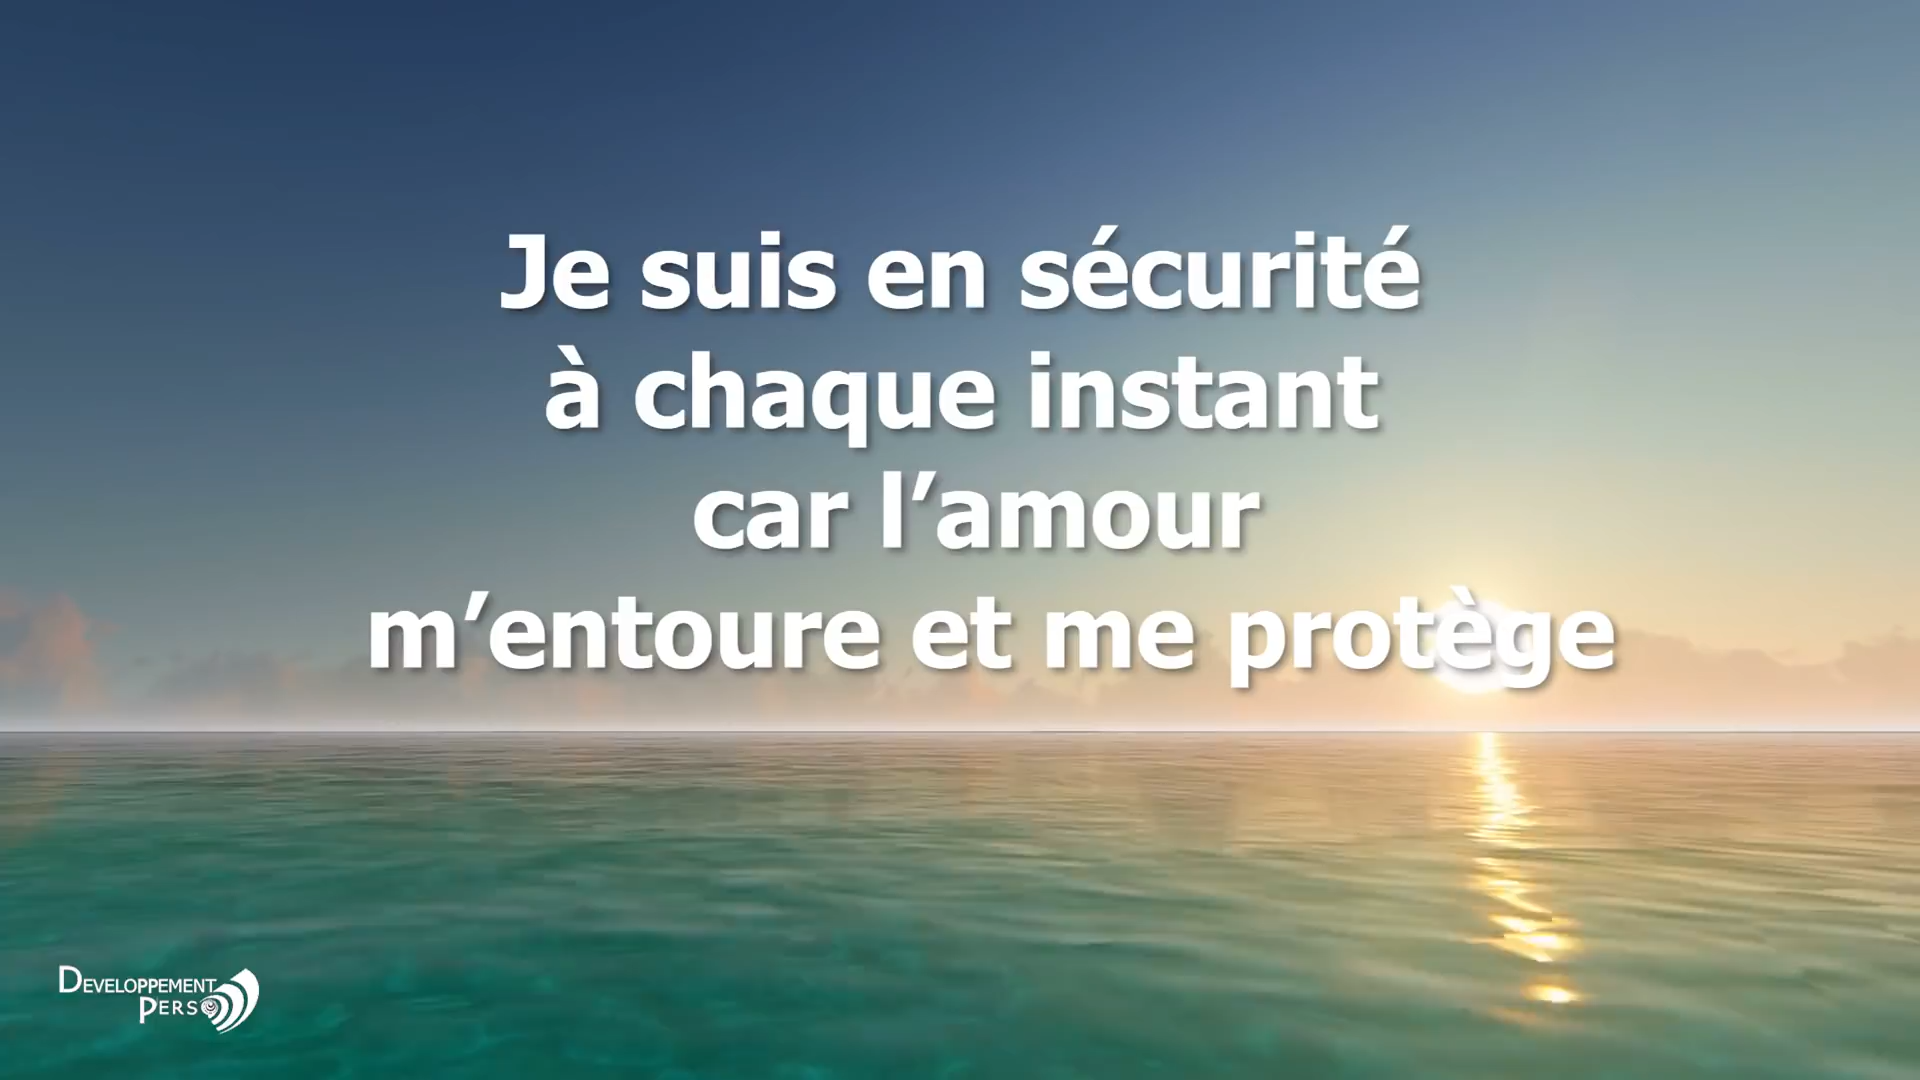 Je suis en sécurité
à chaque instant
car l’amour
m’entoure et me protège
DEVELOPPEMENT
PERSO